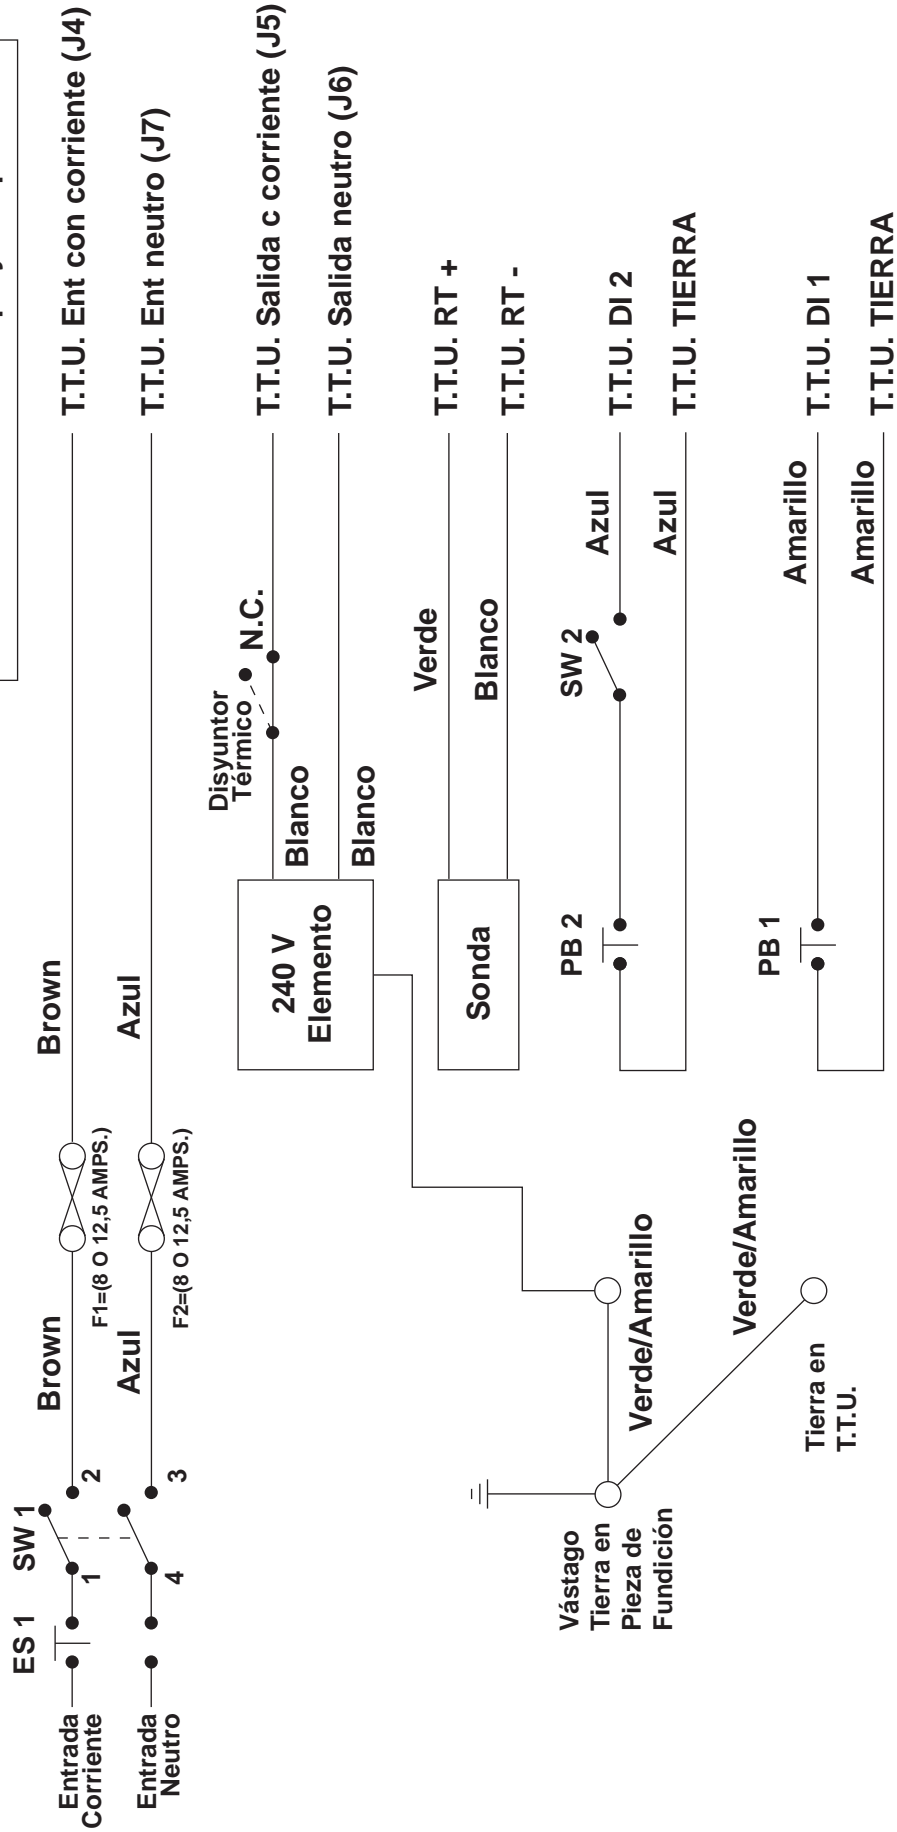 Entrada
Corriente
ES 1
SW 1
1
2
Brown
F1=(8 O 12,5 AMPS.)
Brown
T.T.U. Ent con corriente (J4)
Entrada
Neutro
4
3
Azul
F2=(8 O 12,5 AMPS.)
Azul
T.T.U. Ent neutro (J7)
240 V
Elemento
Blanco
Disyuntor
Térmico
N.C.
T.T.U. Salida c corriente (J5)
Blanco
T.T.U. Salida neutro (J6)
Sonda
Verde
T.T.U. RT +
Blanco
T.T.U. RT -
PB 2
SW 2
Azul
T.T.U. DI 2
Azul
T.T.U. TIERRA
PB 1
Amarillo
T.T.U. DI 1
Amarillo
T.T.U. TIERRA
Vástago
Tierra en
Pieza de
Fundición
Verde/Amarillo
Verde/Amarillo
Tierra en
T.T.U.